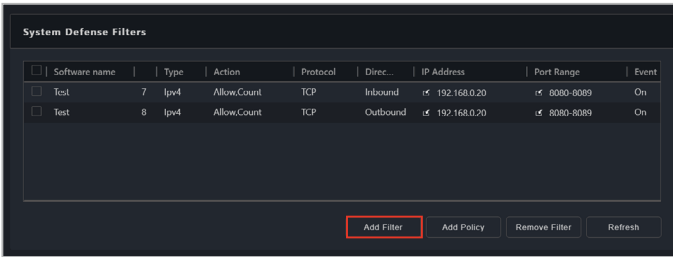 System Defense Filters
Software name | | Type | Action | Protocol | Direc... | IP Address | Port Range | Event
Test 7 Ipv4 Allow,Count TCP Inbound 192.168.0.20 8080-8089 On
Test 8 Ipv4 Allow,Count TCP Outbound 192.168.0.20 8080-8089 On
Add Filter Add Policy Remove Filter Refresh